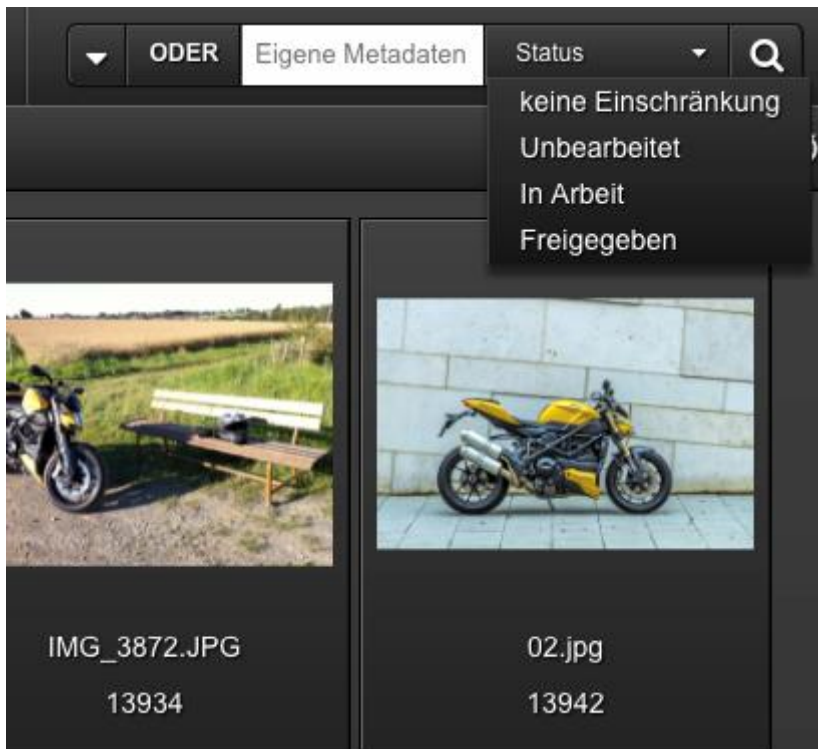 ODER Eigene Metadaten Status
keine Einschränkung
Unbearbeitet
In Arbeit
Freigegeben
IMG_3872.JPG 02.jpg
13934 13942